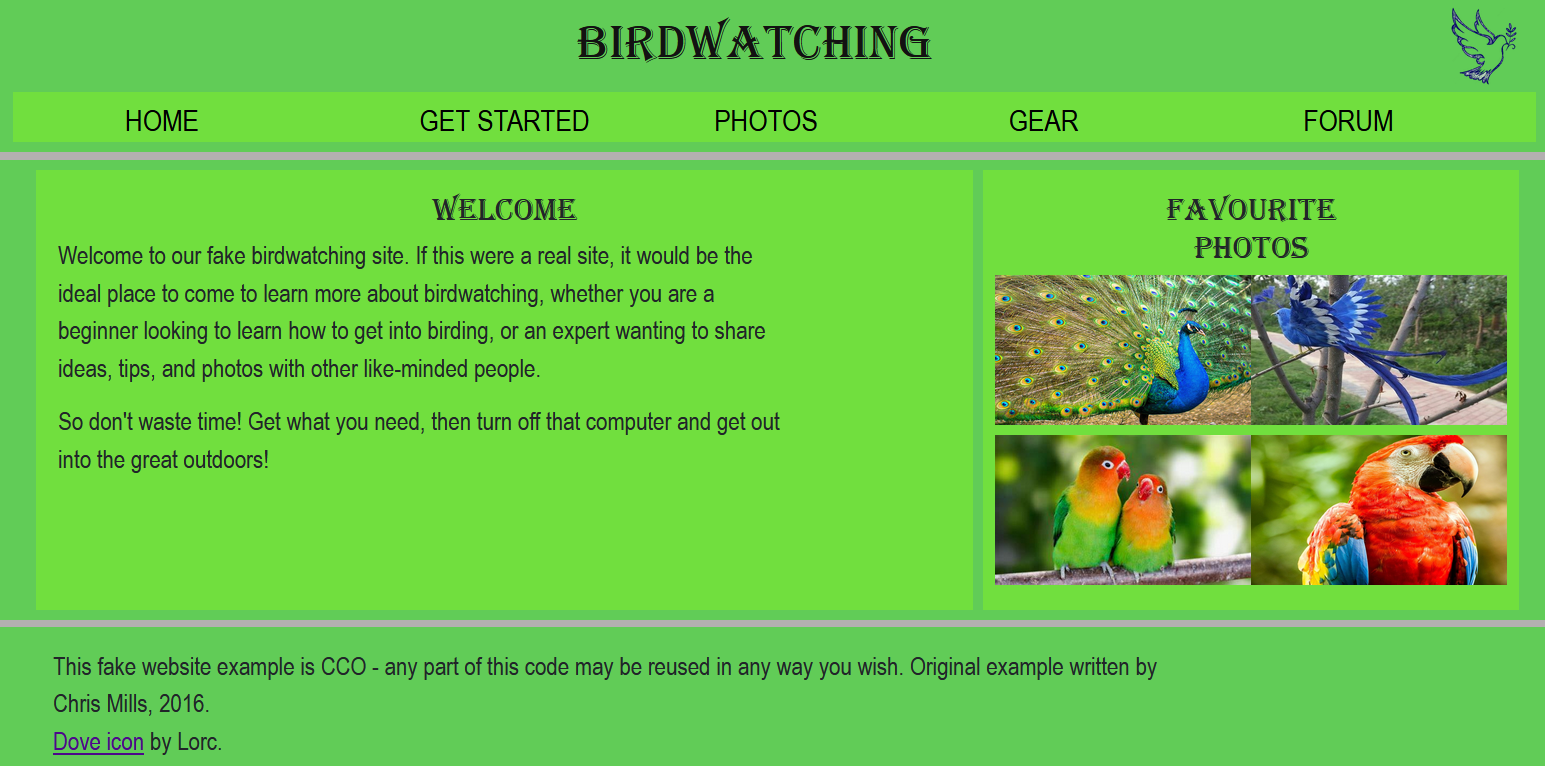 BIRDWATCHING
HOME
GET STARTED
PHOTOS
GEAR
FORUM
WELCOME
Welcome to our fake birdwatching site. If this were a real site, it would be the
ideal place to come to learn more about birdwatching, whether you are a
beginner looking to learn how to get into birding, or an expert wanting to share
ideas, tips, and photos with other like-minded people.
So don't waste time! Get what you need, then turn off that computer and get out
into the great outdoors!
FAVOURITE
PHOTOS
This fake website example is CCO - any part of this code may be reused in any way you wish. Original example written by
Chris Mills, 2016.
Dove icon by Lorc.